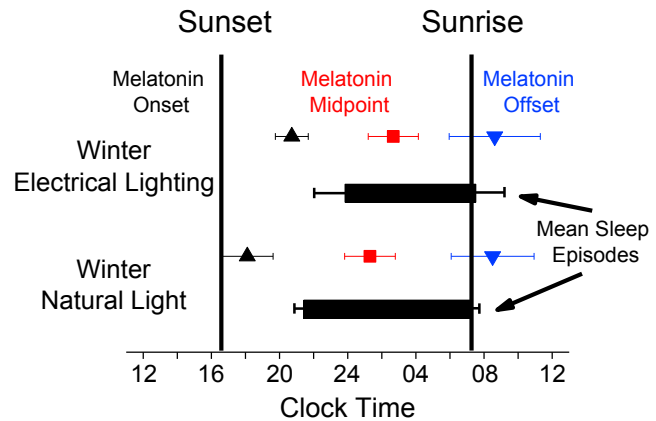 Sunset
Sunrise
Melatonin
Onset
Melatonin
Midpoint
Melatonin
Offset
Winter
Electrical Lighting
Mean Sleep
Episodes
Winter
Natural Light
12 16 20 24 04 08 12
Clock Time